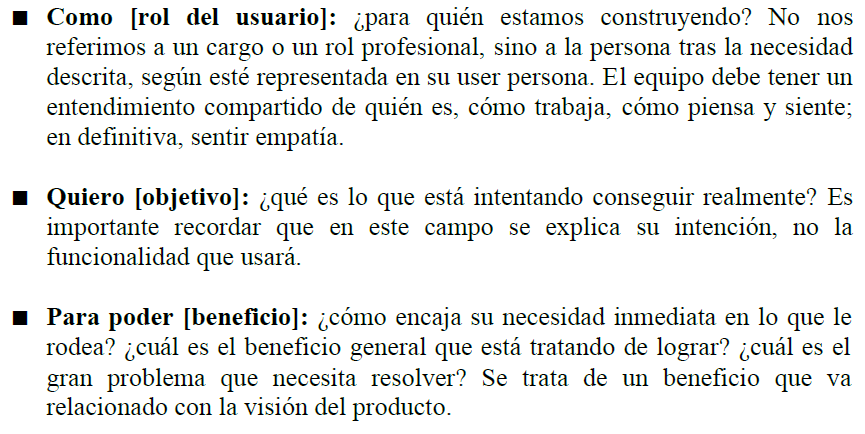 ■ Como [rol del usuario]: ¿para quién estamos construyendo? No nos
referimos a un cargo o un rol profesional, sino a la persona tras la necesidad
descrita, según esté representada en su user persona. El equipo debe tener un
entendimiento compartido de quién es, cómo trabaja, cómo piensa y siente;
en definitiva, sentir empatía.
■ Quiero [objetivo]: ¿qué es lo que está intentando conseguir realmente? Es
importante recordar que en este campo se explica su intención, no la
funcionalidad que usará.
■ Para poder [beneficio]: ¿cómo encaja su necesidad inmediata en lo que le
rodea? ¿cuál es el beneficio general que está tratando de lograr? ¿cuál es el
gran problema que necesita resolver? Se trata de un beneficio que va
relacionado con la visión del producto.